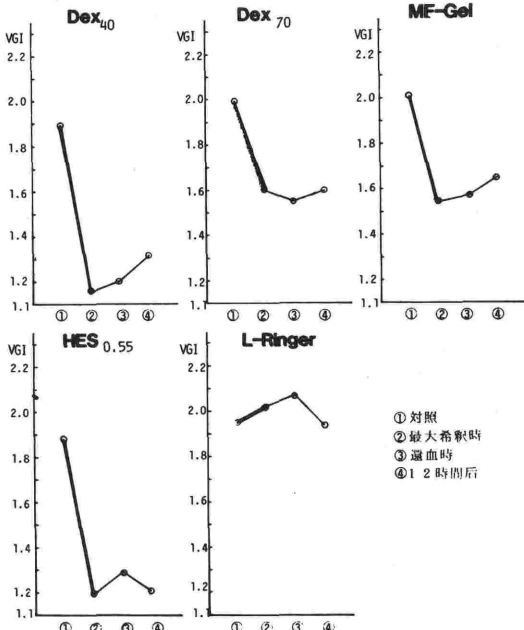 Dex40
Dex 70
MF-Gel
VGI
2.2
2.0
1.8
1.6
1.4
1.2
1.1
① ② ③ ④
VGI
2.2
2.0
1.8
1.6
1.4
1.2
1.1
① ② ③ ④
VGI
2.2
2.0
1.8
1.6
1.4
1.2
1.1
① ② ③ ④
HES 0.55
L-Ringer
VGI
2.2
2.0
1.8
1.6
1.4
1.2
1.1
① ② ③ ④
VGI
2.2
2.0
1.8
1.6
1.4
1.2
1.1
① ② ③ ④
① 対照
② 最大希釈時
③ 還血時
④ 12時間后